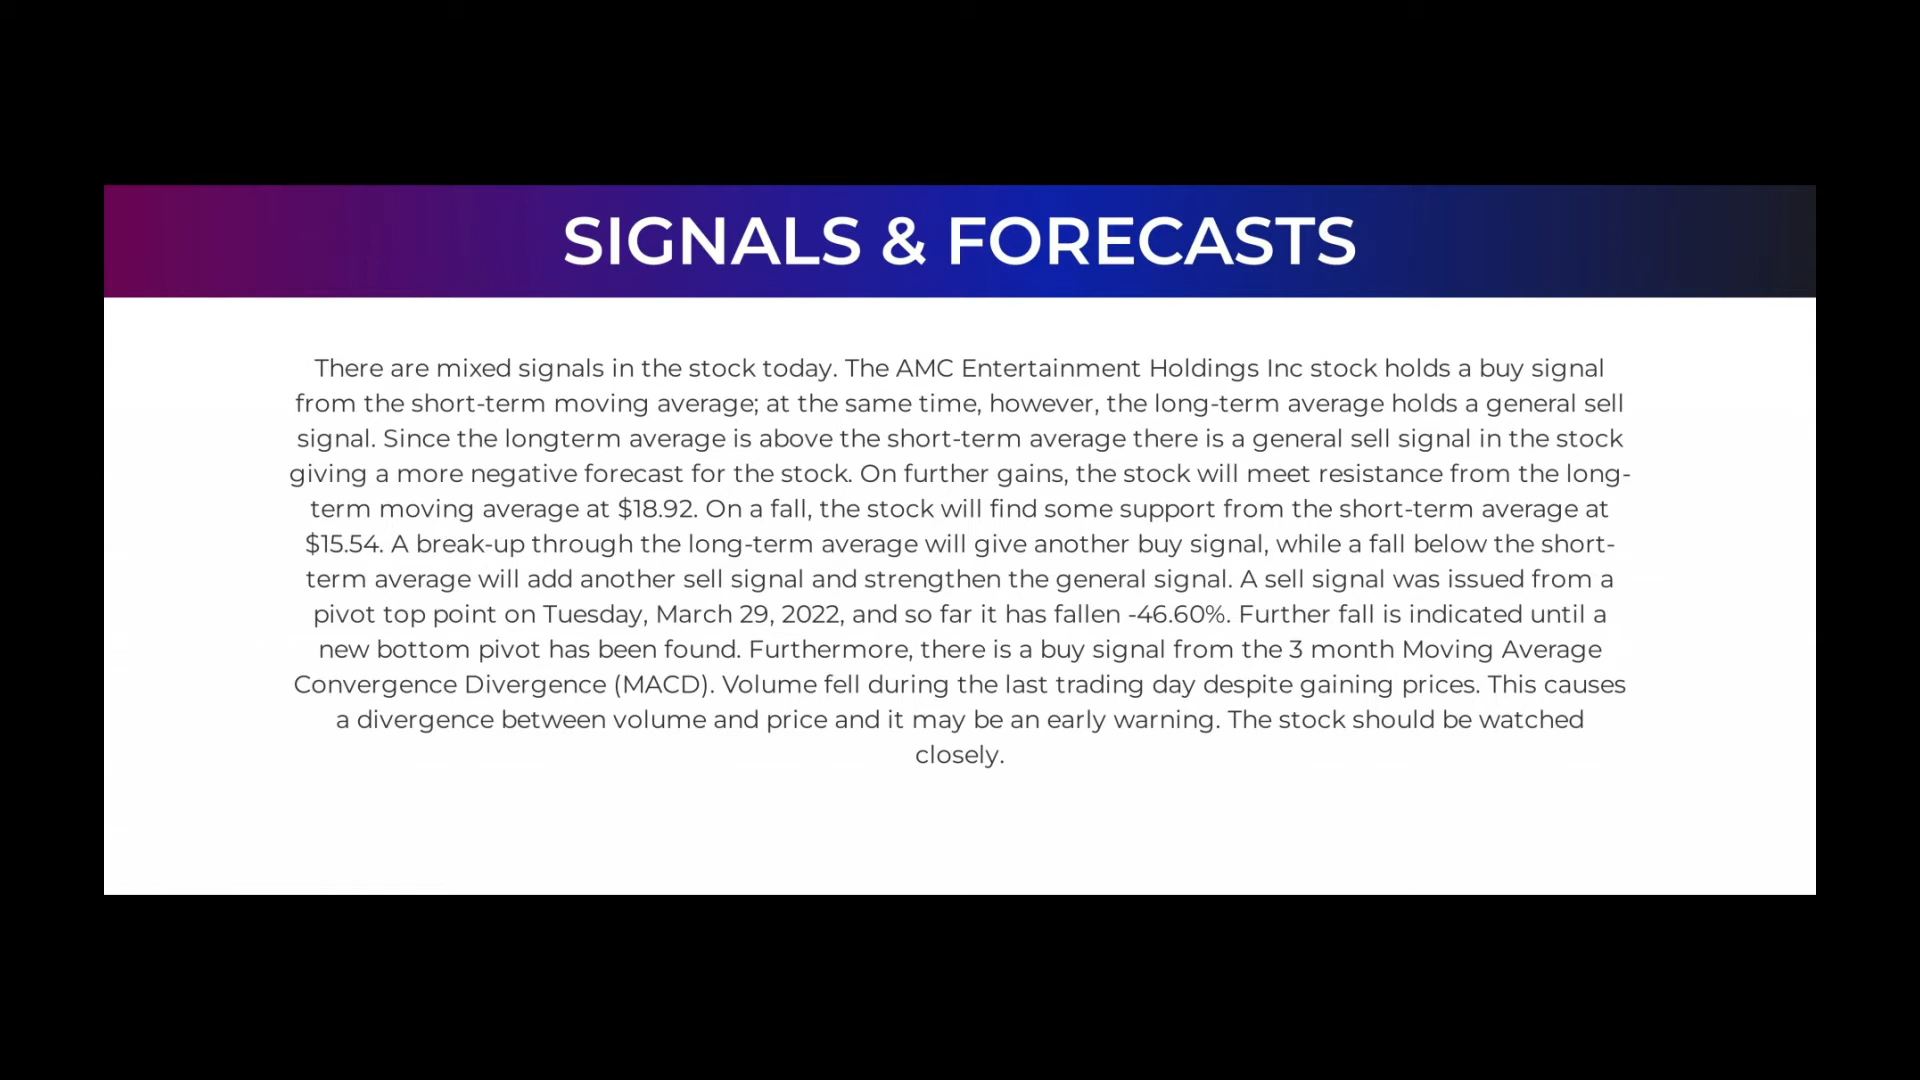 SIGNALS & FORECASTS
There are mixed signals in the stock today. The AMC Entertainment Holdings Inc stock holds a buy signal
from the short-term moving average; at the same time, however, the long-term average holds a general sell
signal. Since the longterm average is above the short-term average there is a general sell signal in the stock
giving a more negative forecast for the stock. On further gains, the stock will meet resistance from the long-
term moving average at $18.92. On a fall, the stock will find some support from the short-term average at
$15.54. A break-up through the long-term average will give another buy signal, while a fall below the short-
term average will add another sell signal and strengthen the general signal. A sell signal was issued from a
pivot top point on Tuesday, March 29, 2022, and so far it has fallen -46.60%. Further fall is indicated until a
new bottom pivot has been found. Furthermore, there is a buy signal from the 3 month Moving Average
Convergence Divergence (MACD). Volume fell during the last trading day despite gaining prices. This causes
a divergence between volume and price and it may be an early warning. The stock should be watched
closely.